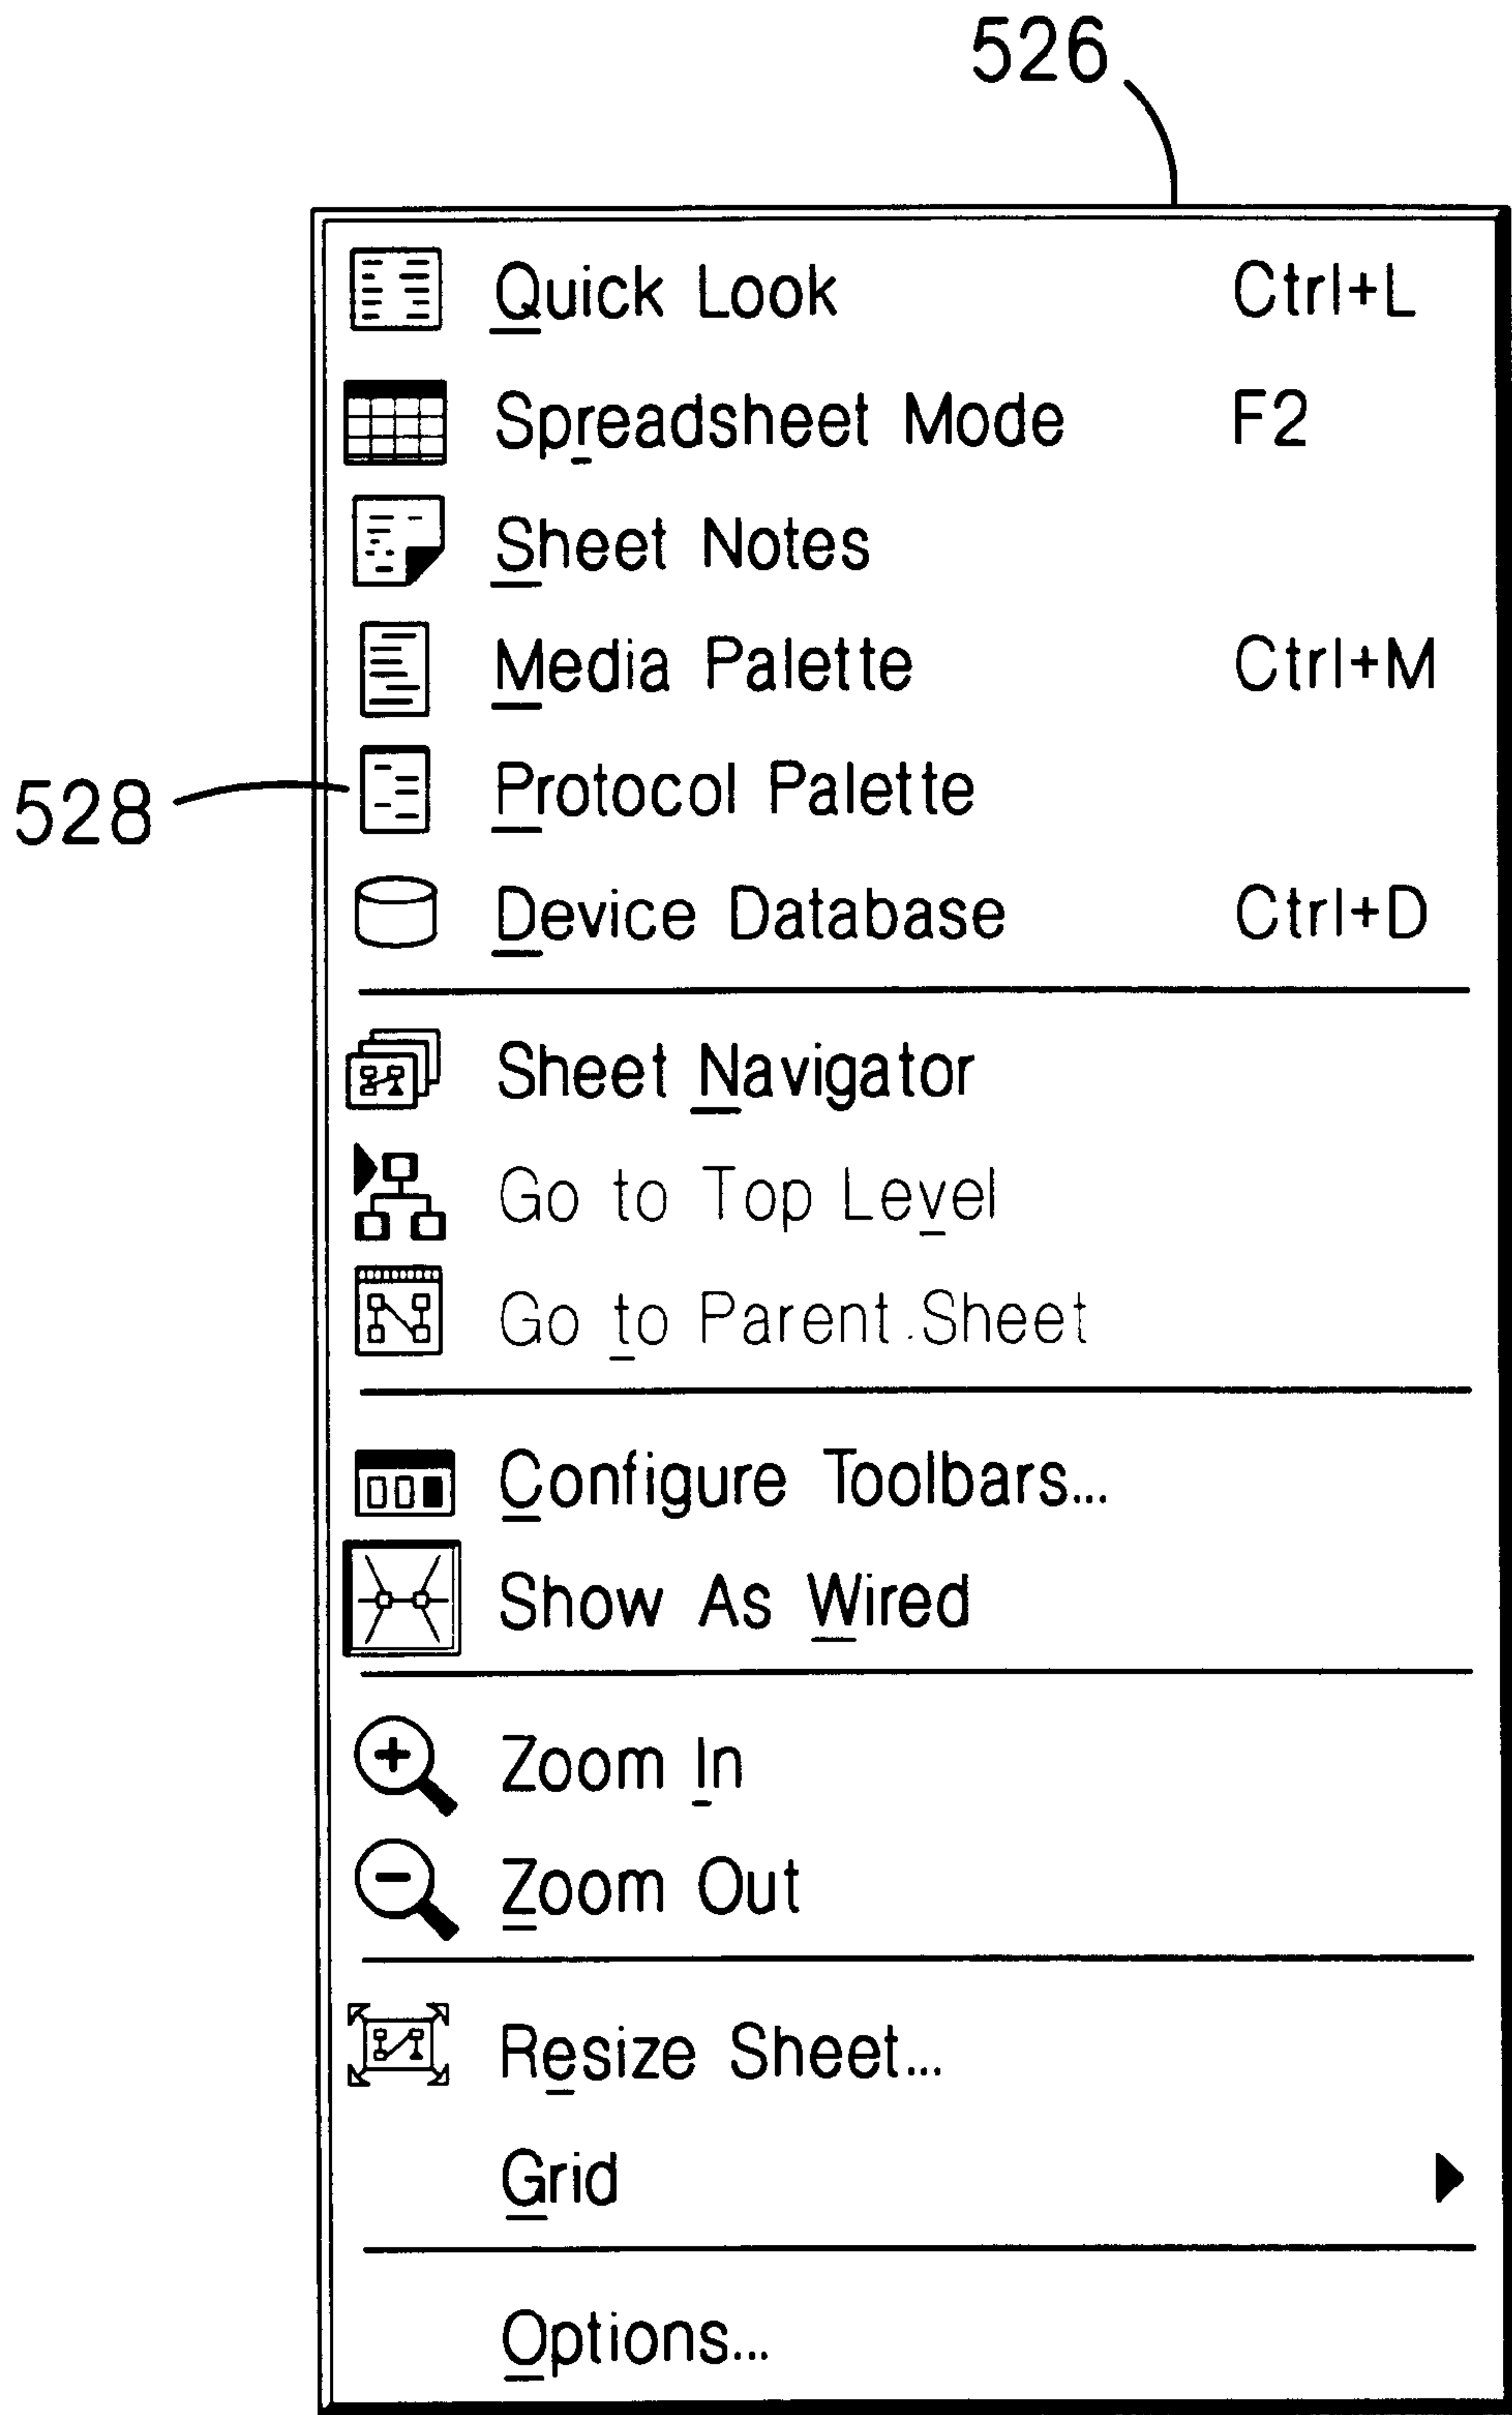 526
Quick Look Ctrl+L
Spreadsheet Mode F2
Sheet Notes
Media Palette Ctrl+M
528 Protocol Palette
Device Database Ctrl+D
Sheet Navigator
Go to Top Level
Go to Parent Sheet
Configure Toolbars...
Show As Wired
Zoom In
Zoom Out
Resize Sheet...
Grid
Options...